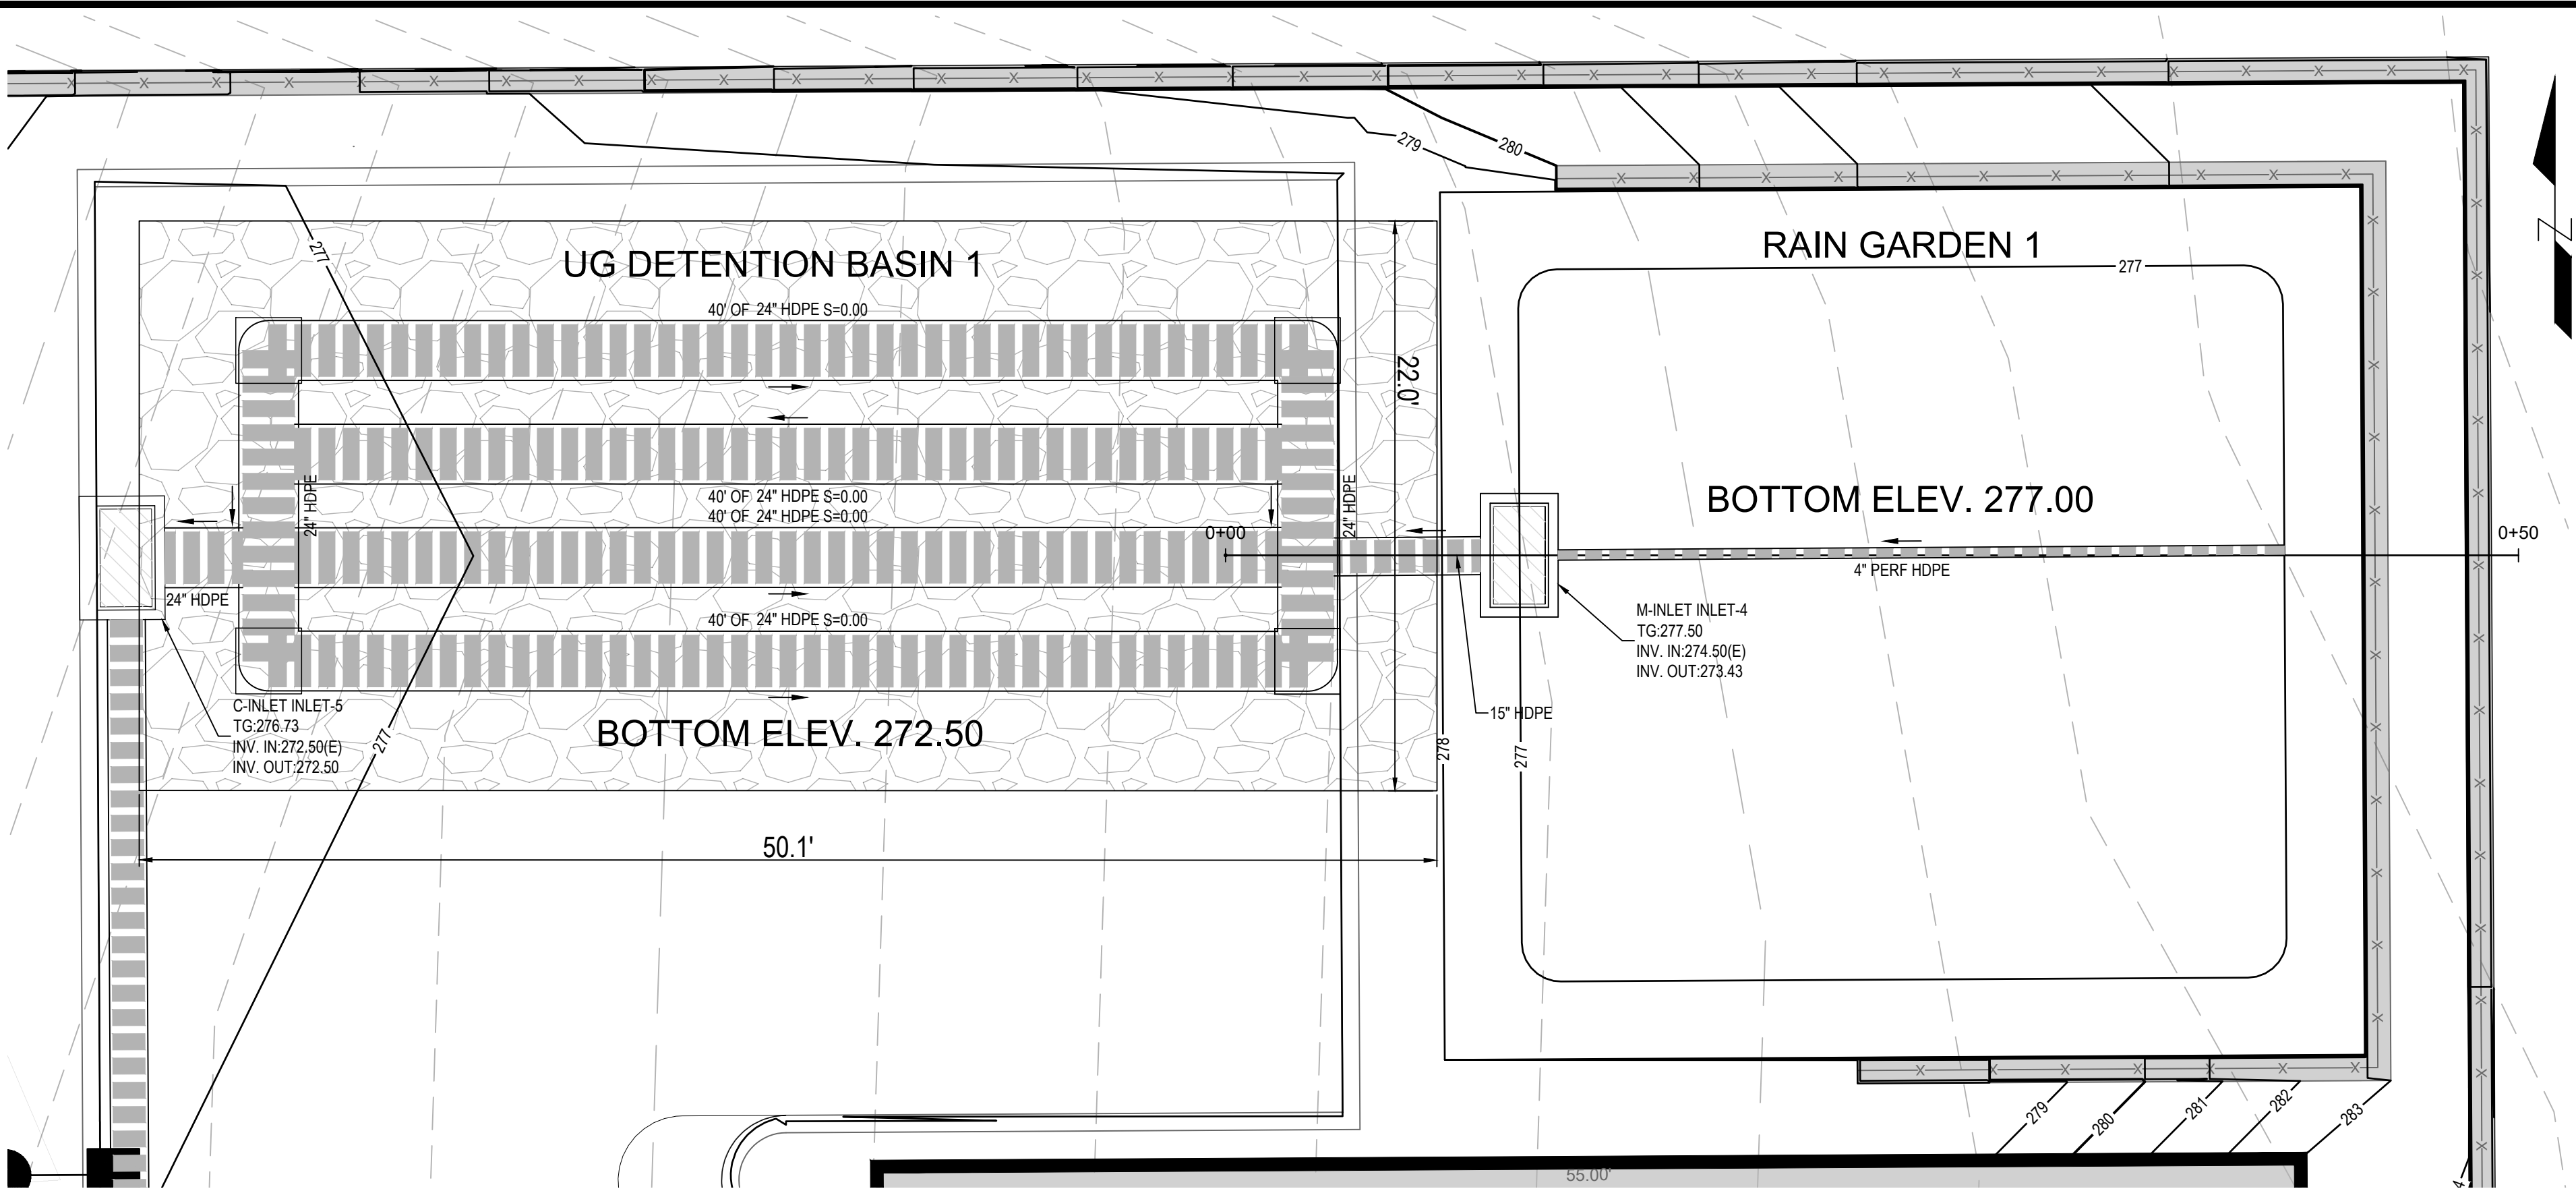 279
280
N
UG DETENTION BASIN 1
RAIN GARDEN 1
277
277
40' OF 24" HDPE S=0.00
22.0'
24" HDPE
24" HDPE
40' OF 24" HDPE S=0.00
40' OF 24" HDPE S=0.00
BOTTOM ELEV. 277.00
0+00
0+50
4" PERF HDPE
24" HDPE
40' OF 24" HDPE S=0.00
M-INLET INLET-4
TG:277.50
INV. IN:274.50(E)
INV. OUT:273.43
C-INLET INLET-5
TG:276.73
INV. IN:272.50(E)
INV. OUT:272.50
277
BOTTOM ELEV. 272.50
15" HDPE
278
277
50.1'
279
280
281
282
283
55.00'